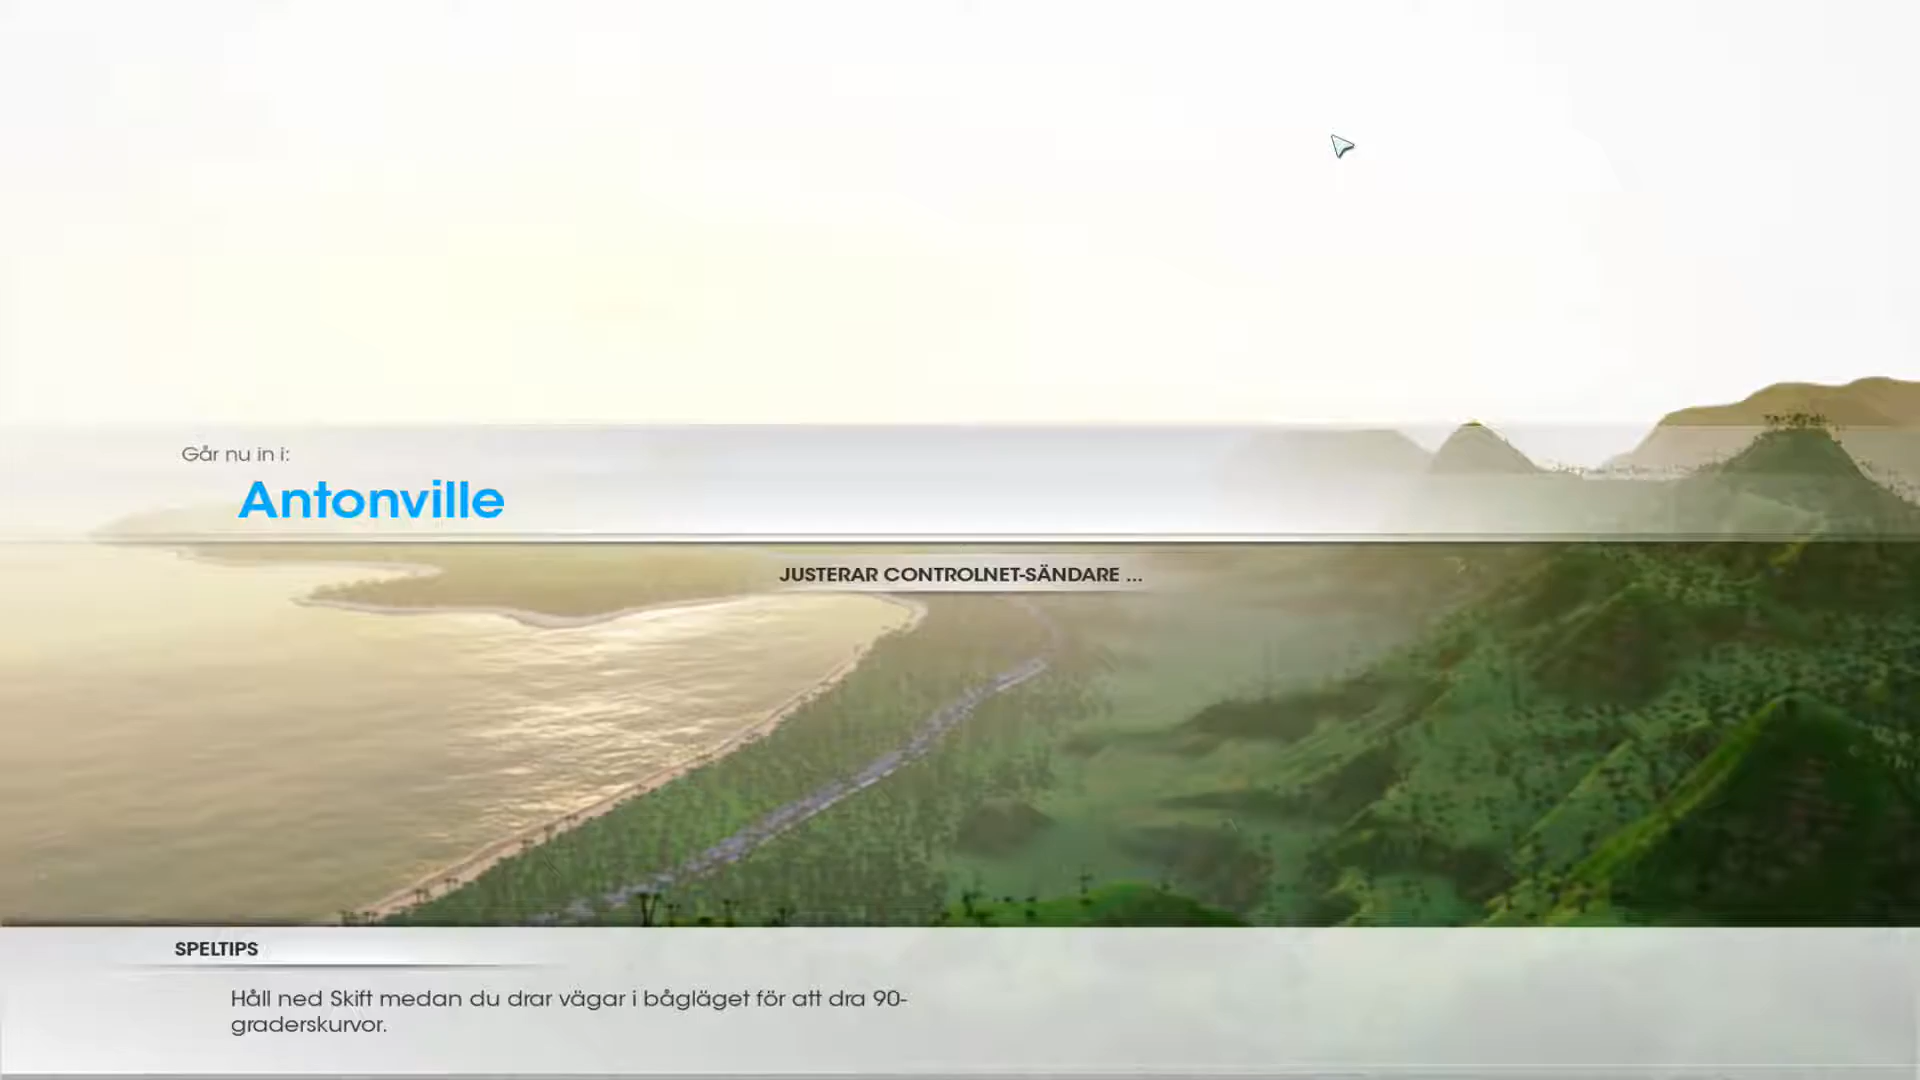 Går nu in i:
Antonville
JUSTERAR CONTROLNET-SÄNDARE ...
SPELTIPS
Håll ned Skift medan du drar vägar i bågläget för att dra 90-
graderskurvor.